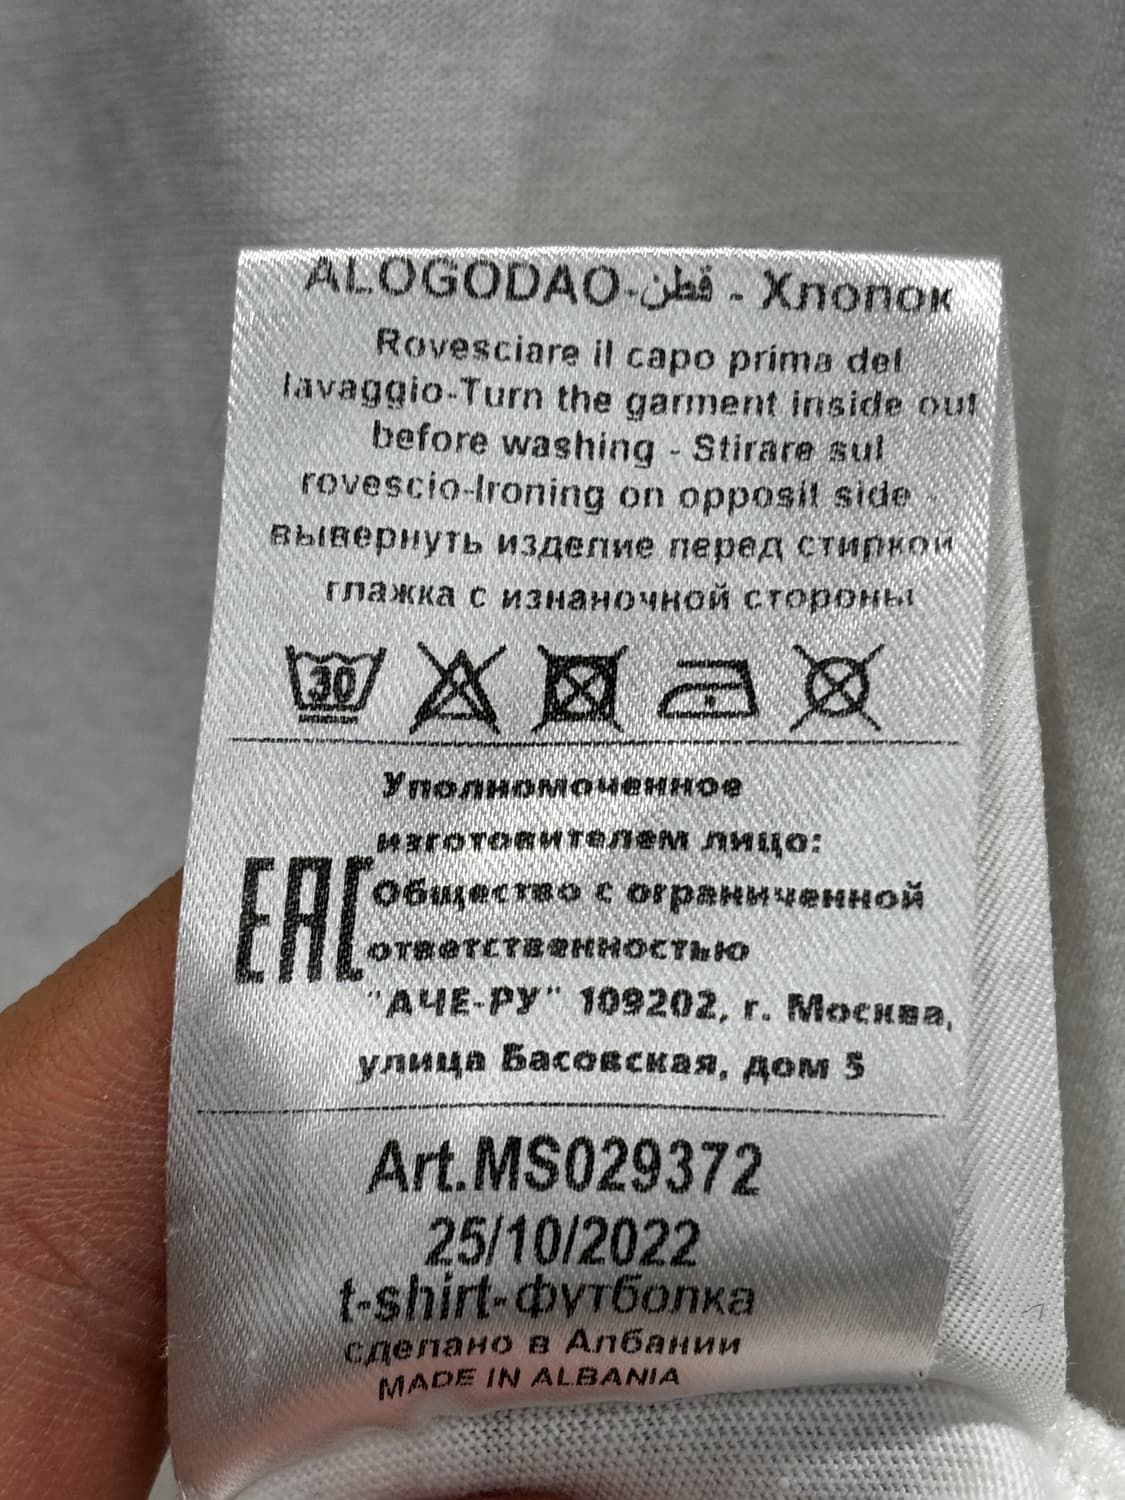 ALOGODAO-قطن - Хлопок
Rovesciare il capo prima del
lavaggio-Turn the garment inside out
before washing - Stirare sul
rovescio-Ironing on opposit side -
вывернуть изделие перед стиркой
глажка с изнаночной стороны
30
Уполномоченное
изготовителем лицо:
EAC
Общество с ограниченной
ответственностью
"АЧЕ-РУ" 109202, г. Москва,
улица Басовская, дом 5
Art.MS029372
25/10/2022
t-shirt-футболка
сделано в Албании
MADE IN ALBANIA